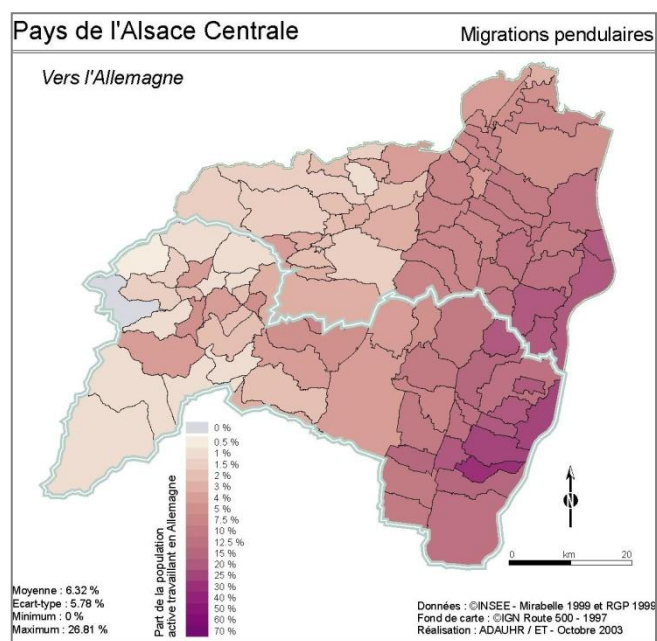 Pays de l'Alsace Centrale
Migrations pendulaires
Vers l'Allemagne
Part de la population
active travaillant en Allemagne
0 %
0.5 %
1 %
1.5 %
2 %
3 %
4 %
5 %
7.5 %
10 %
12.5 %
15 %
20 %
25 %
30 %
40 %
50 %
60 %
70 %
N
0 km 20
Moyenne : 6.32 %
Ecart-type : 5.78 %
Minimum : 0 %
Maximum : 26.81 %
Données : ©INSEE - Mirabelle 1999 et RGP 1999
Fond de carte : ©IGN Route 500 - 1997
Réalisation : ADAUHR / ET - Octobre 2003